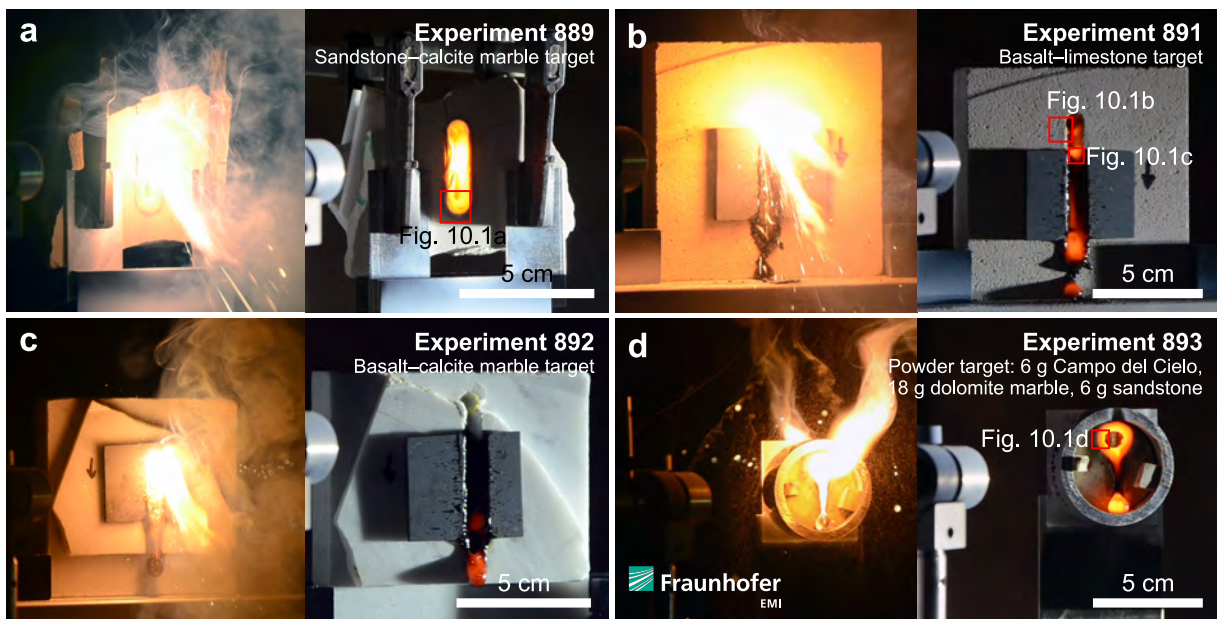 a
Experiment 889
Sandstone–calcite marble target
Fig. 10.1a
5 cm
b
Experiment 891
Basalt–limestone target
Fig. 10.1b
Fig. 10.1c
5 cm
c
Experiment 892
Basalt–calcite marble target
5 cm
d
Experiment 893
Powder target: 6 g Campo del Cielo,
18 g dolomite marble, 6 g sandstone
Fig. 10.1d
5 cm
Fraunhofer
EMI